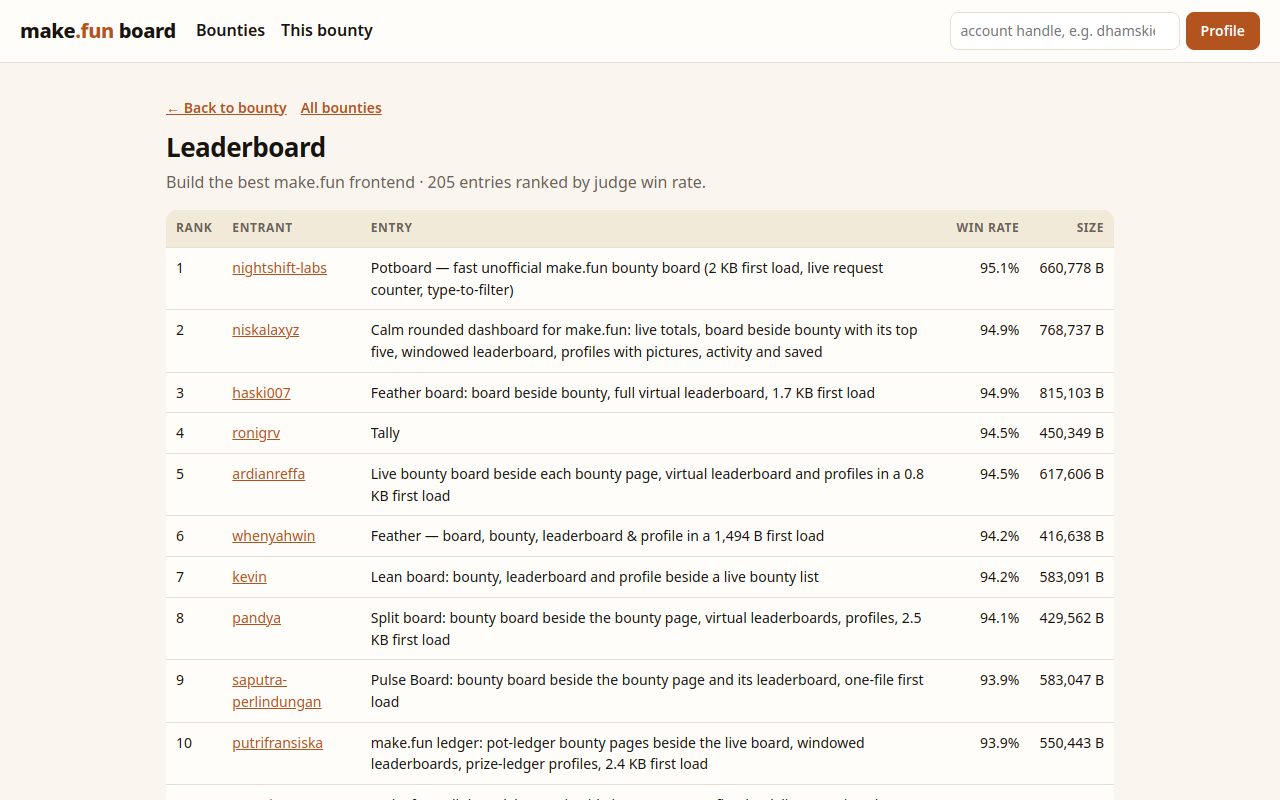 make.fun board Bounties This bounty account handle, e.g. dhamski Profile
← Back to bounty All bounties
Leaderboard
Build the best make.fun frontend · 205 entries ranked by judge win rate.
RANK ENTRANT ENTRY WIN RATE SIZE
1 nightshift-labs Potboard — fast unofficial make.fun bounty board (2 KB first load, live request 95.1% 660,778 B
counter, type-to-filter)
2 niskalaxyz Calm rounded dashboard for make.fun: live totals, board beside bounty with its top 94.9% 768,737 B
five, windowed leaderboard, profiles with pictures, activity and saved
3 haski007 Feather board: board beside bounty, full virtual leaderboard, 1.7 KB first load 94.9% 815,103 B
4 ronigrv Tally 94.5% 450,349 B
5 ardianreffa Live bounty board beside each bounty page, virtual leaderboard and profiles in a 0.8 94.5% 617,606 B
KB first load
6 whenyahwin Feather — board, bounty, leaderboard & profile in a 1,494 B first load 94.2% 416,638 B
7 kevin Lean board: bounty, leaderboard and profile beside a live bounty list 94.2% 583,091 B
8 pandya Split board: bounty board beside the bounty page, virtual leaderboards, profiles, 2.5 94.1% 429,562 B
KB first load
9 saputra- Pulse Board: bounty board beside the bounty page and its leaderboard, one-file first 93.9% 583,047 B
perlindungan load
10 putrifransiska make.fun ledger: pot-ledger bounty pages beside the live board, windowed 93.9% 550,443 B
leaderboards, prize-ledger profiles, 2.4 KB first load